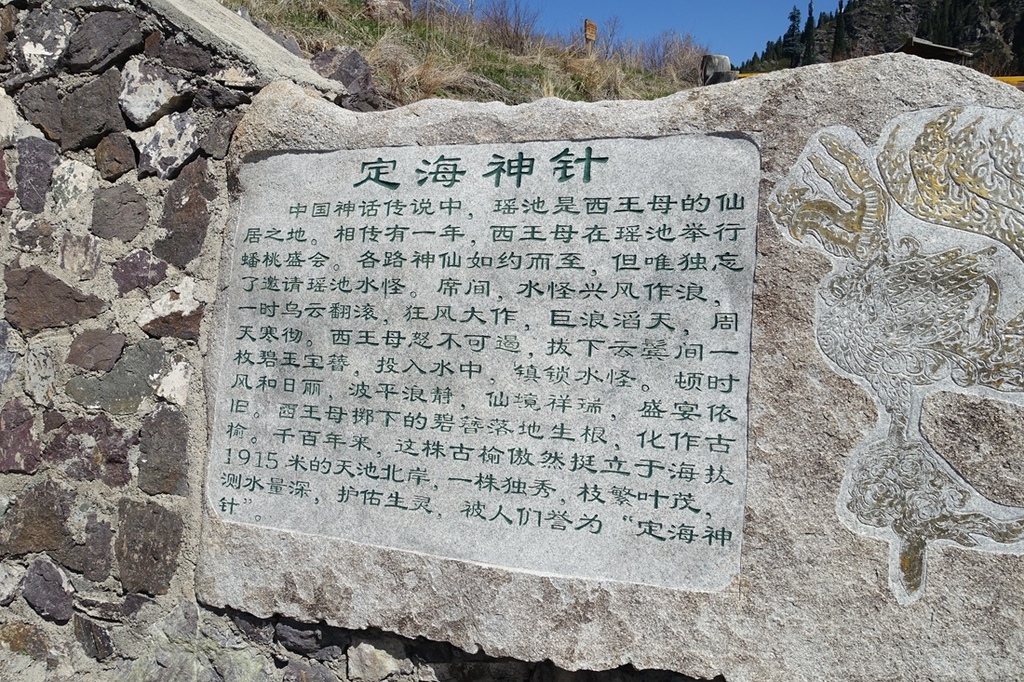 定海神针
中国神话传说中，瑶池是西王母的仙
居之地。相传有一年，西王母在瑶池举行
蟠桃盛会。各路神仙如约而至，但唯独忘
了邀请瑶池水怪。席间，水怪兴风作浪，
一时乌云翻滚，狂风大作，巨浪滔天，周
天寒彻。西王母怒不可遏，拔下云鬓间一
枚碧玉宝簪，投入水中，镇锁水怪。顿时
风和日丽，波平浪静，仙境祥瑞，盛宴依
旧。西王母掷下的碧簪落地生根，化作古
榆。千百年来，这株古榆傲然挺立于海拔
1915米的天池北岸，一株独秀，枝繁叶茂，
测水量深，护佑生灵，被人们誉为“定海神
针”。